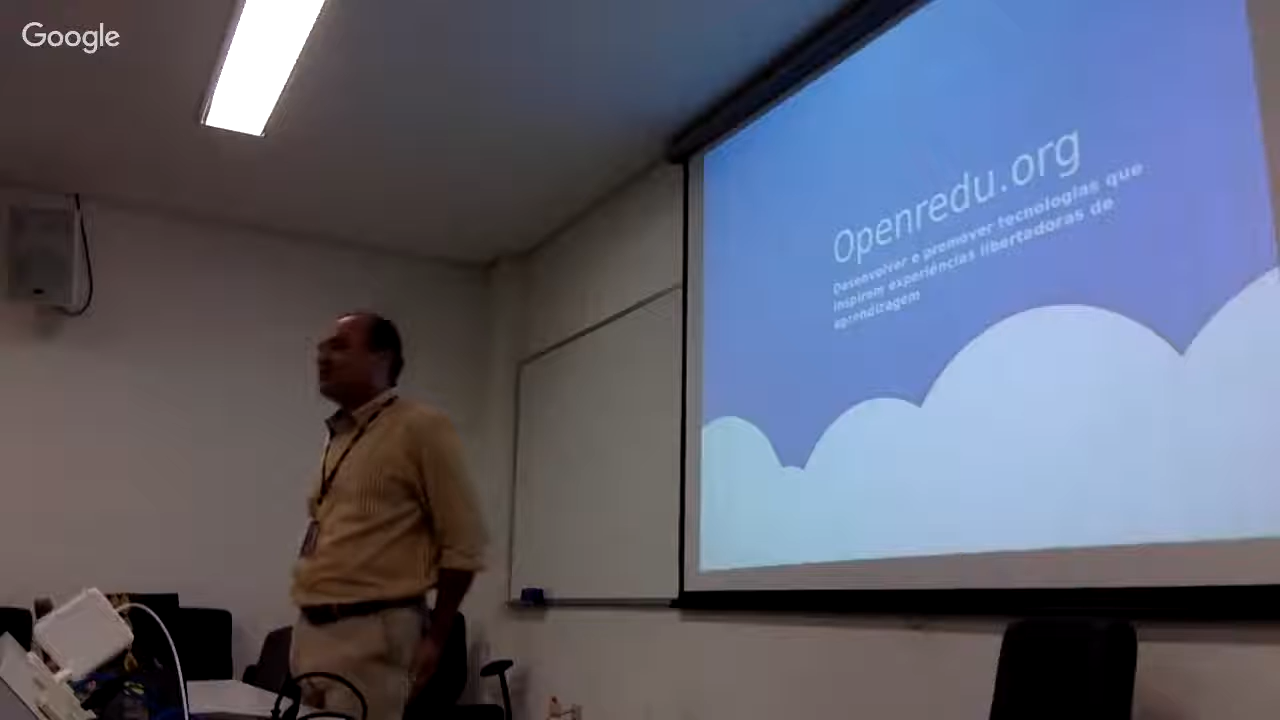 Google
Openredu.org
Desenvolver e promover tecnologias que
inspirem experiências libertadoras de
aprendizagem